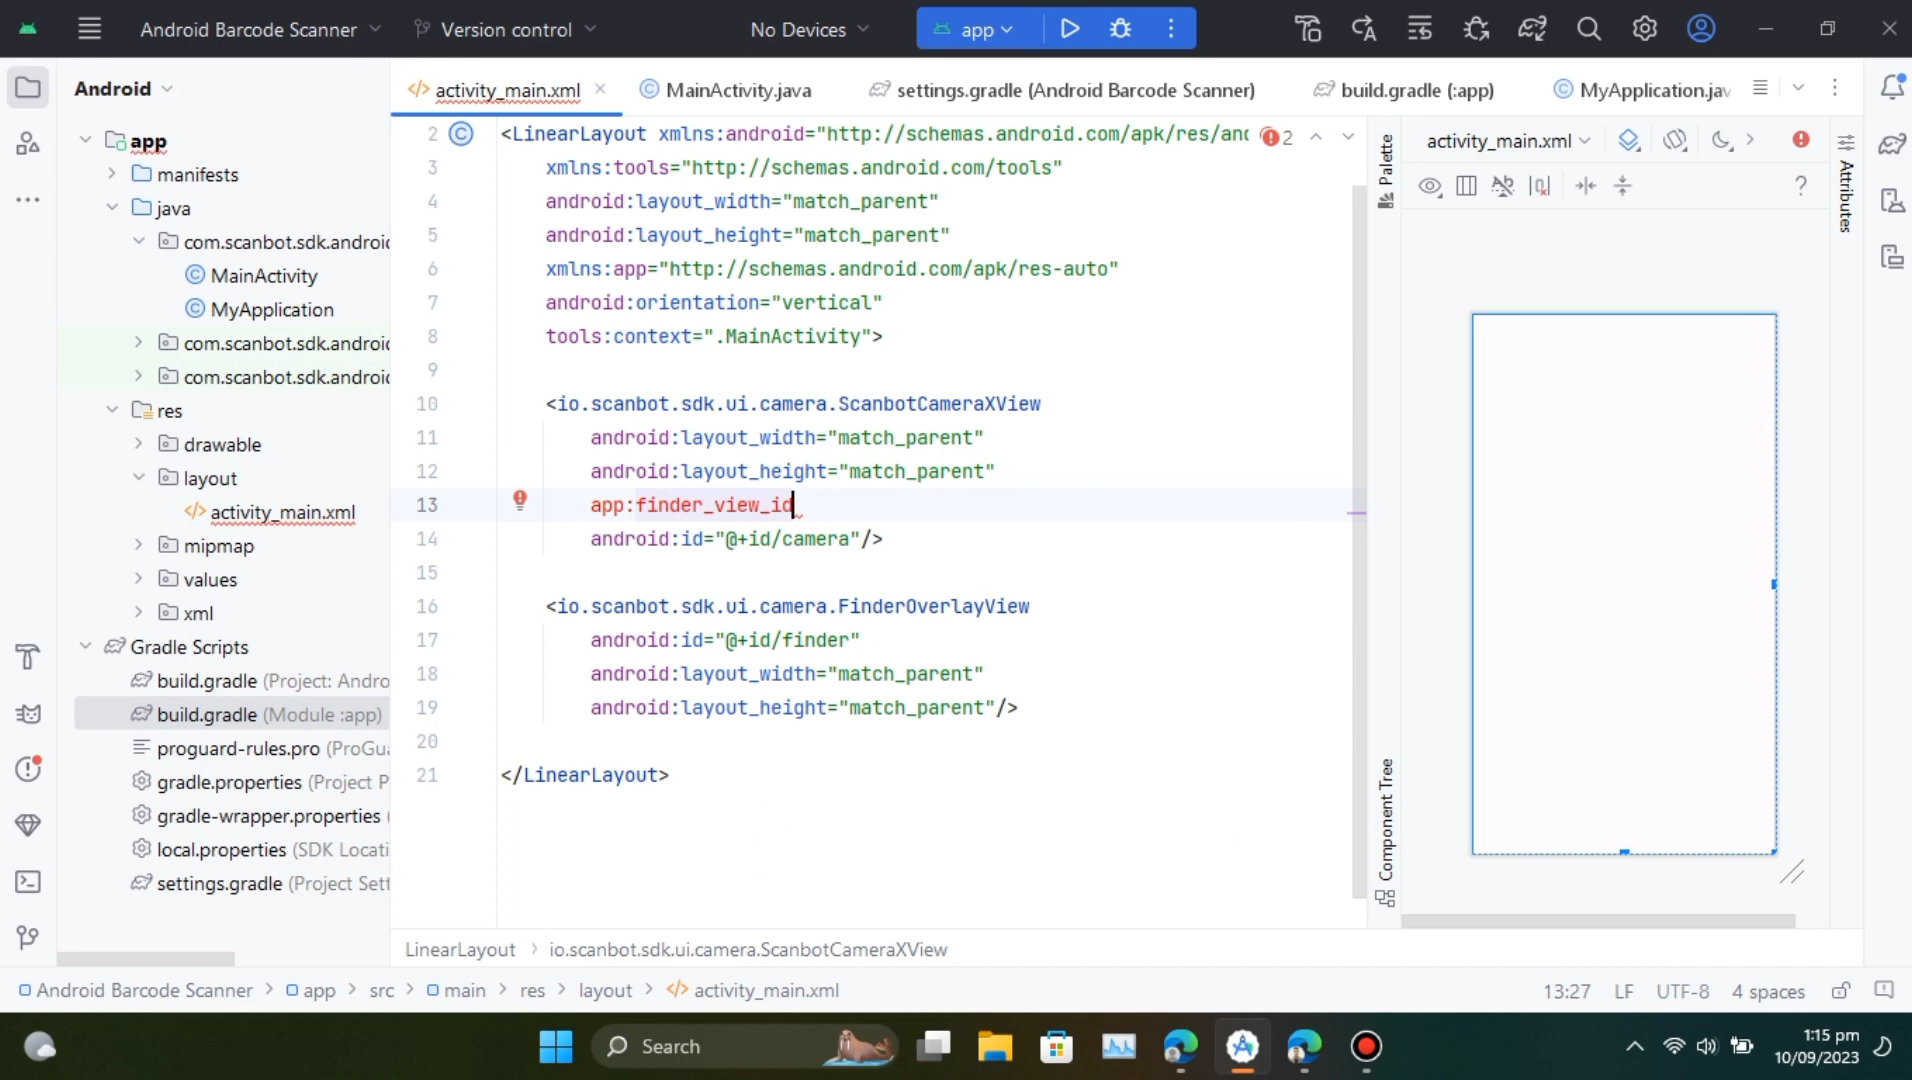 Android Barcode Scanner
Version control
No Devices
app
Android
activity_main.xml
MainActivity.java
settings.gradle (Android Barcode Scanner)
build.gradle (:app)
MyApplication.jav
app
manifests
java
com.scanbot.sdk.androic
MainActivity
MyApplication
com.scanbot.sdk.androic
com.scanbot.sdk.androic
res
drawable
layout
activity_main.xml
mipmap
values
xml
Gradle Scripts
build.gradle (Project: Andro
build.gradle (Module :app)
proguard-rules.pro (ProGua
gradle.properties (Project P
gradle-wrapper.properties
local.properties (SDK Locati
settings.gradle (Project Sett
2 <LinearLayout xmlns:android="http://schemas.android.com/apk/res/and
2
3 xmlns:tools="http://schemas.android.com/tools"
4 android:layout_width="match_parent"
5 android:layout_height="match_parent"
6 xmlns:app="http://schemas.android.com/apk/res-auto"
7 android:orientation="vertical"
8 tools:context=".MainActivity">
9
10 <io.scanbot.sdk.ui.camera.ScanbotCameraXView
11 android:layout_width="match_parent"
12 android:layout_height="match_parent"
13 app:finder_view_id
14 android:id="@+id/camera"/>
15
16 <io.scanbot.sdk.ui.camera.FinderOverlayView
17 android:id="@+id/finder"
18 android:layout_width="match_parent"
19 android:layout_height="match_parent"/>
20
21 </LinearLayout>
Palette
Component Tree
activity_main.xml
?
Attributes
LinearLayout > io.scanbot.sdk.ui.camera.ScanbotCameraXView
Android Barcode Scanner > app > src > main > res > layout > activity_main.xml
13:27 LF UTF-8 4 spaces
Search
1:15 pm
10/09/2023